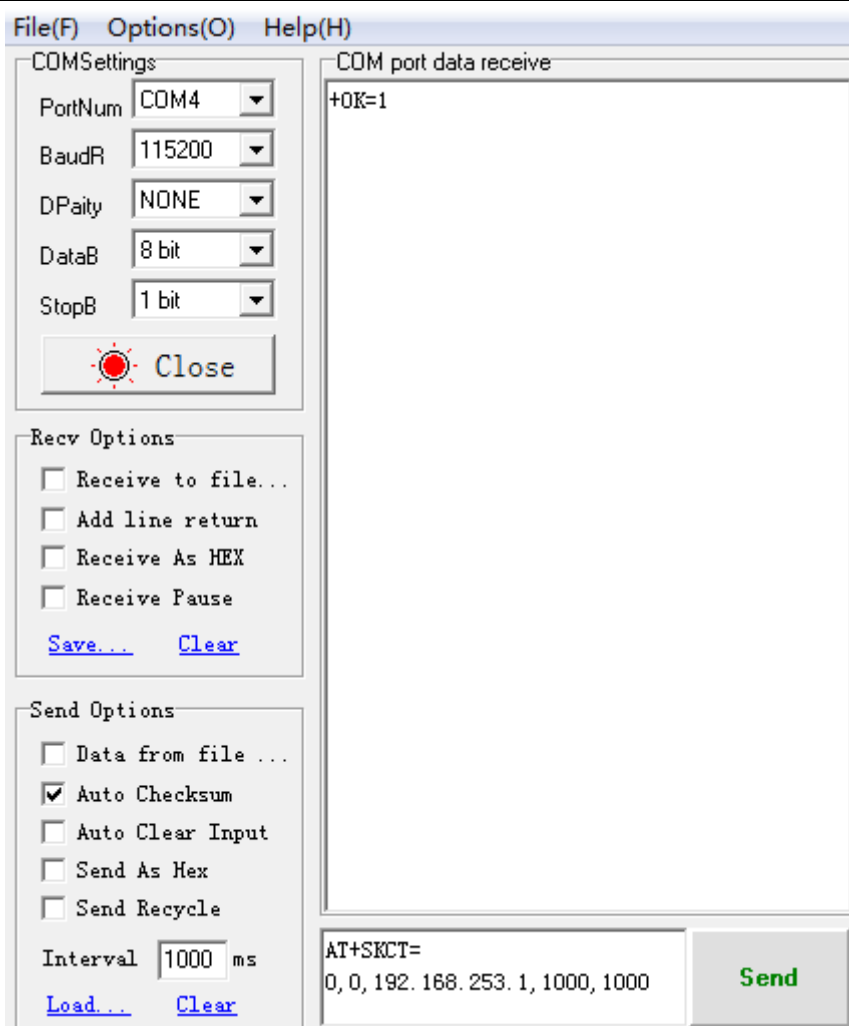 File(F) Options(O) Help(H)
COMSettings
PortNum COM4
BaudR 115200
DPaity NONE
DataB 8 bit
StopB 1 bit
Close
Recv Options
Receive to file...
Add line return
Receive As HEX
Receive Pause
Save... Clear
Send Options
Data from file ...
Auto Checksum
Auto Clear Input
Send As Hex
Send Recycle
Interval 1000 ms
Load... Clear
COM port data receive
+OK=1
AT+SKCT=
0, 0, 192. 168. 253. 1, 1000, 1000
Send